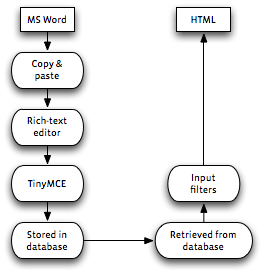 MS Word
Copy &
paste
Rich-text
editor
TinyMCE
Stored in
database
HTML
Input
filters
Retrieved from
database